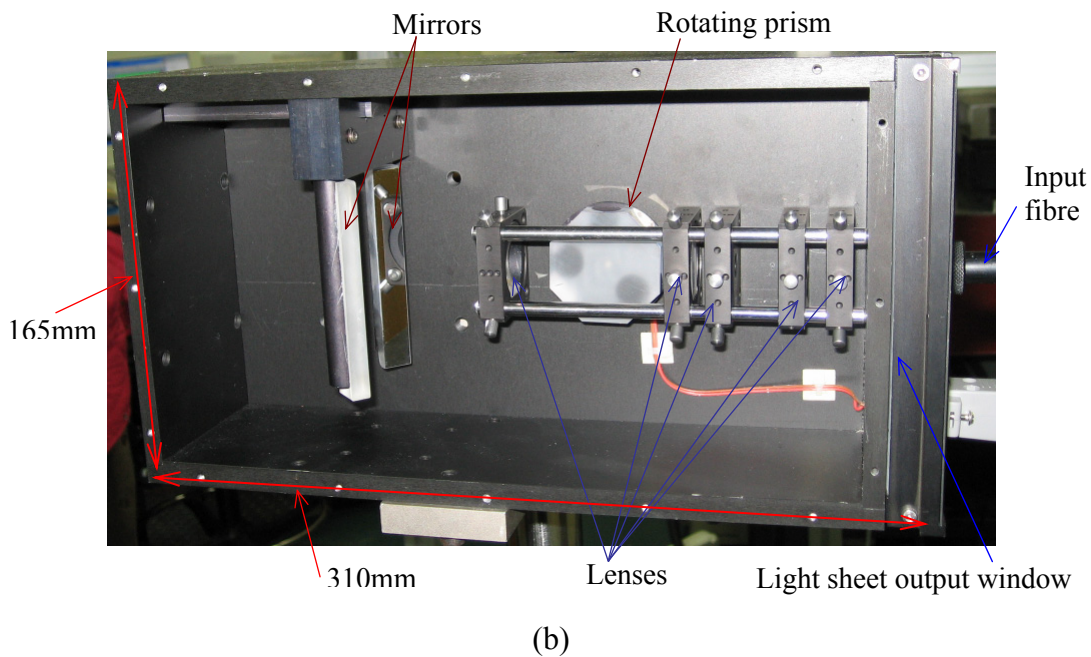 Mirrors
Rotating prism
Input
fibre
165mm
310mm
Lenses
Light sheet output window
(b)